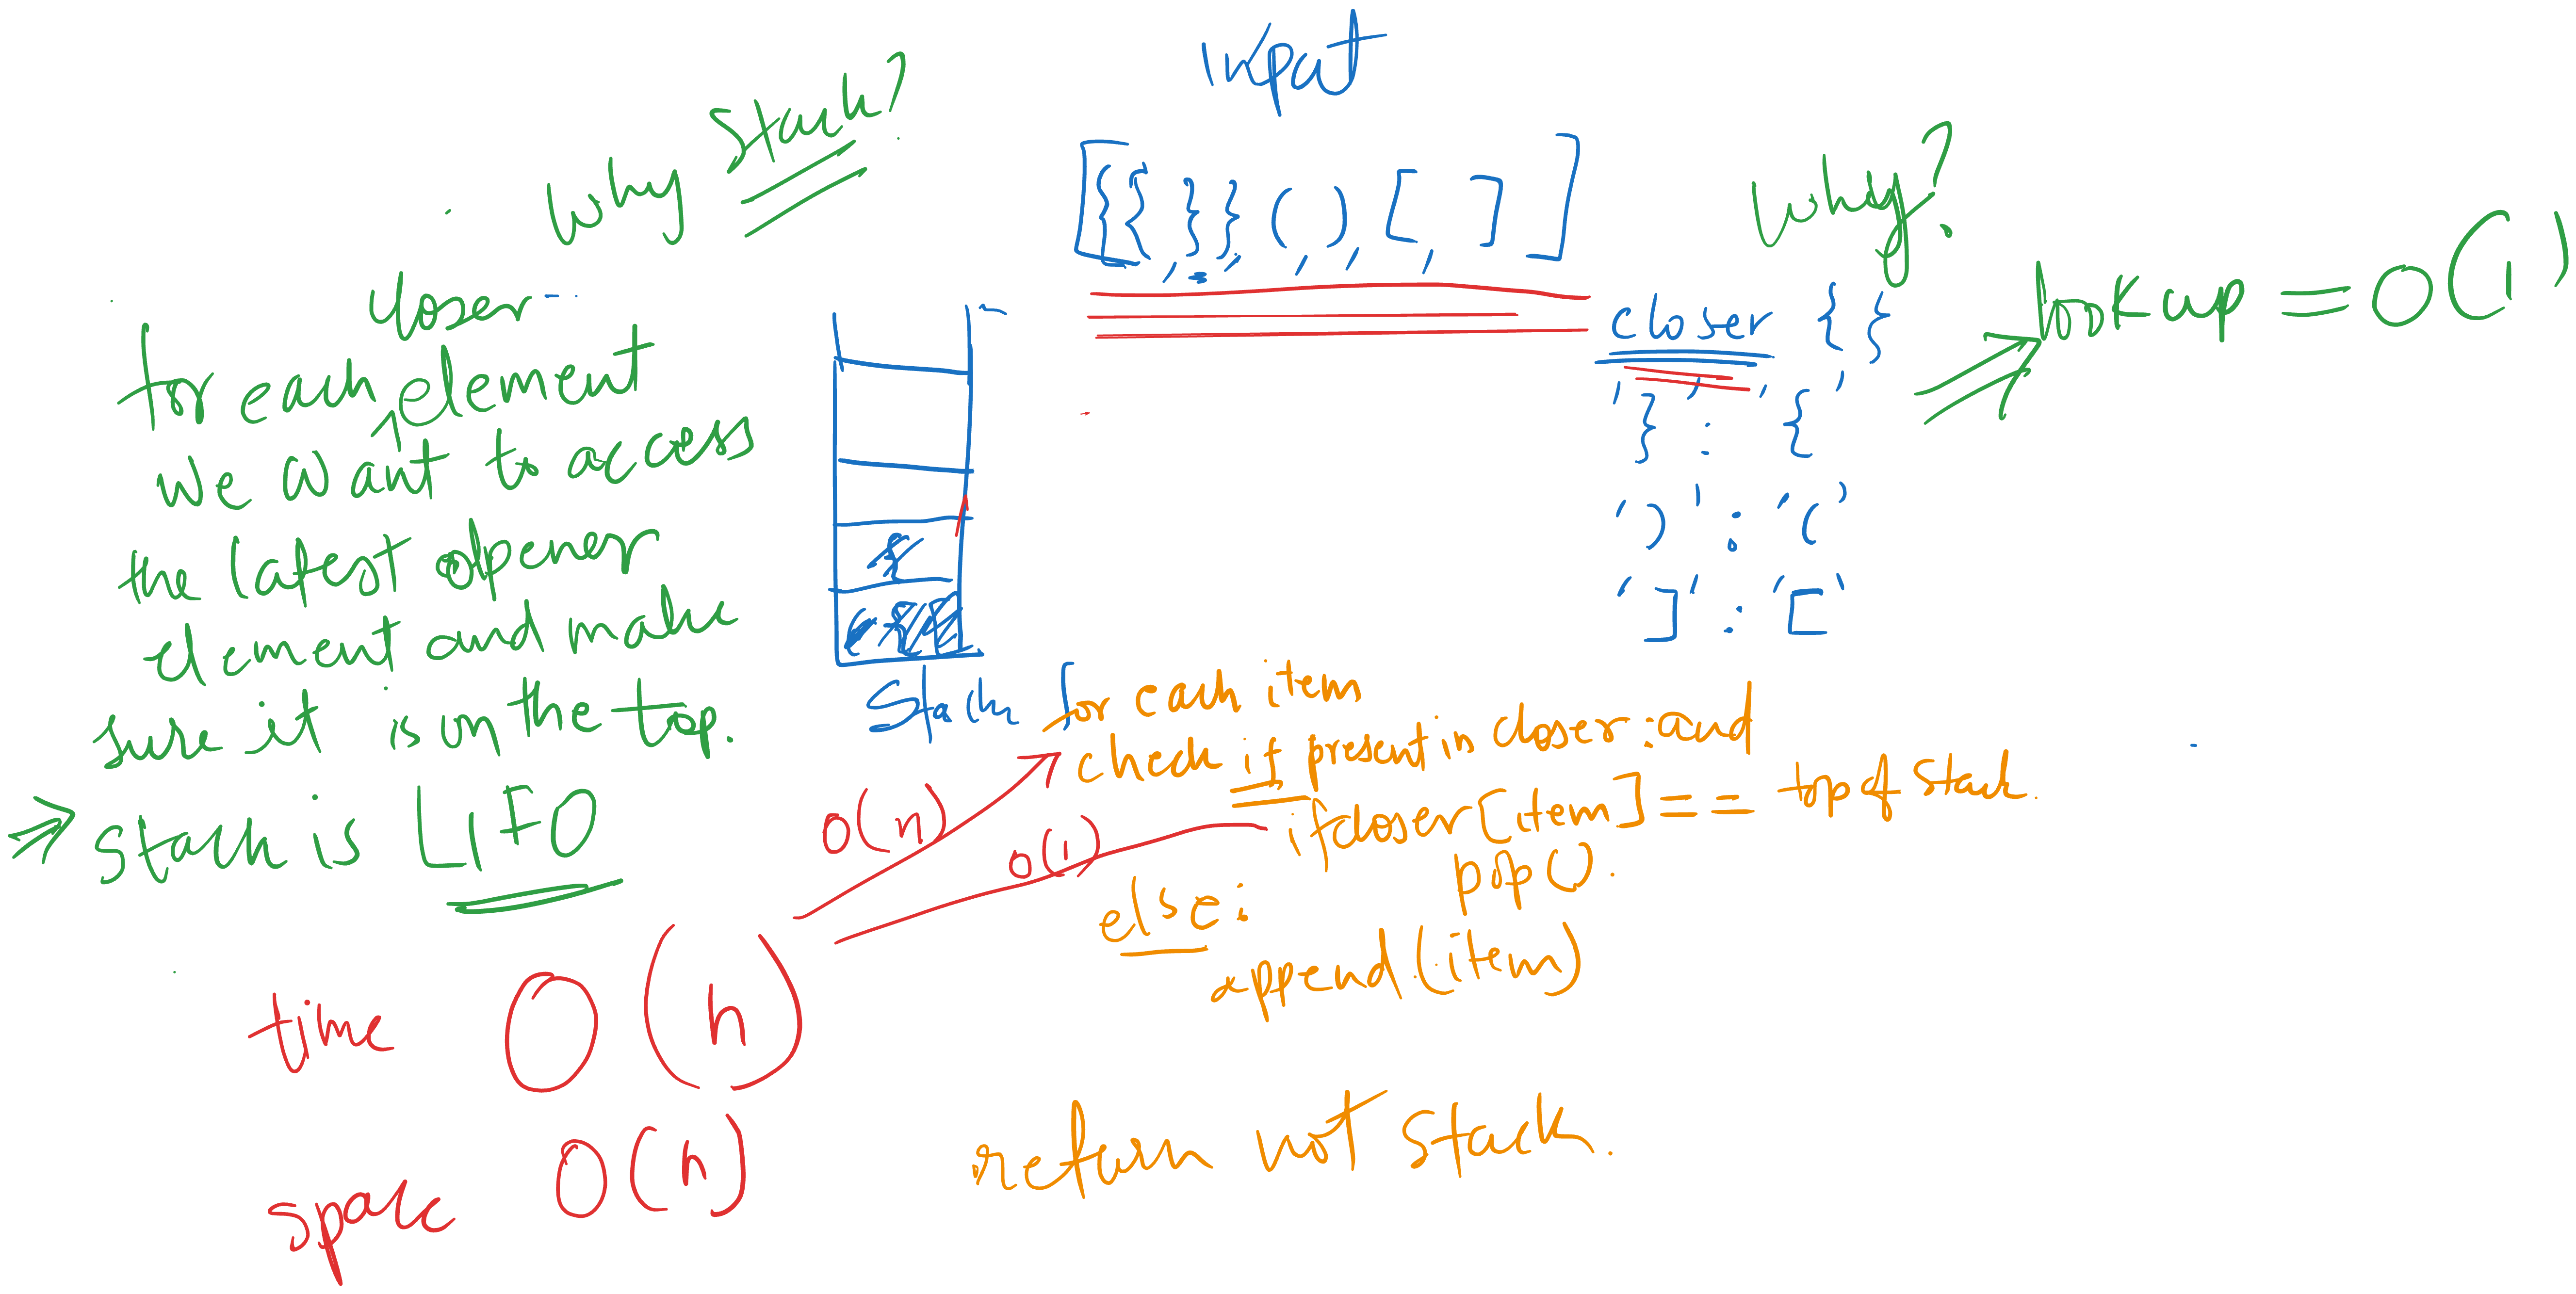 input
[{{,}},(,),[,]]
why stack?
closer
for each element
we want to access
the latest opener
element and make
sure it is on the top.
⇒ stack is LIFO
Stack
why?
closer { }
'}' : '{'
')' : '('
']' : '['
lookup = O(1)
for each item
check if present in closer: and
if closer[item] == top of stack.
pop().
else:
append(item)
return not stack.
O(n)
O(1)
time O(n)
space O(n)